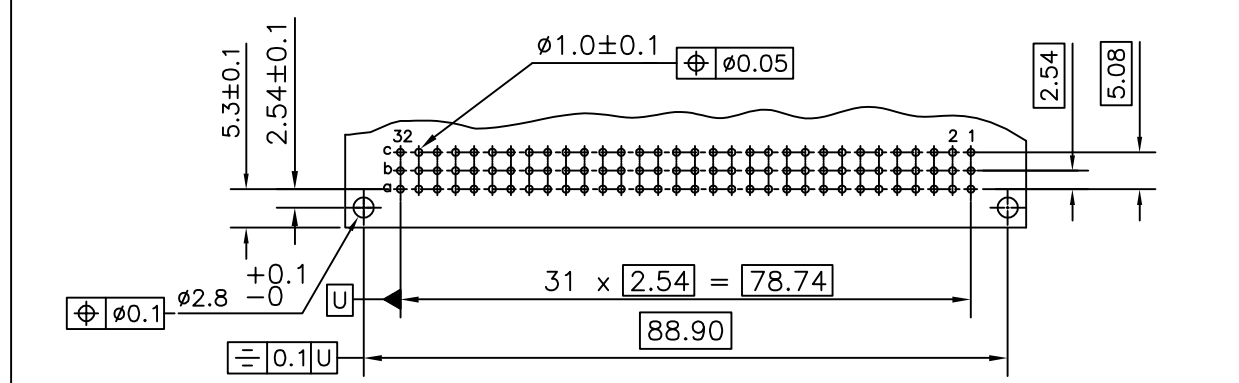 5.3±0.1
2.54±0.1
ø1.0±0.1
⌖ ø0.05
2.54
5.08
32
2 1
c
b
a
+0.1
ø2.8 -0
⌖ ø0.1
U
31 x 2.54 = 78.74
88.90
⌯ 0.1 U